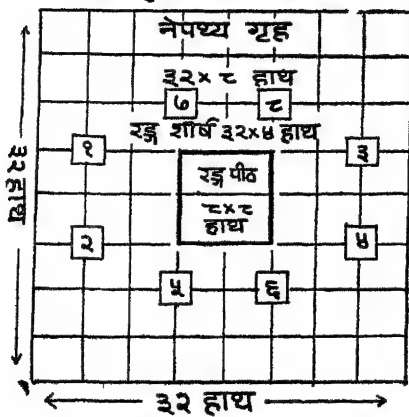 नेपथ्य गृह
३२ × ८ हाथ
७ ८
रङ्ग शीर्ष ३२×४ हाथ
१ ३
रङ्ग पीठ
८×८
हाथ
२ ४
५ ६
३२ हाथ
३२ हाथ